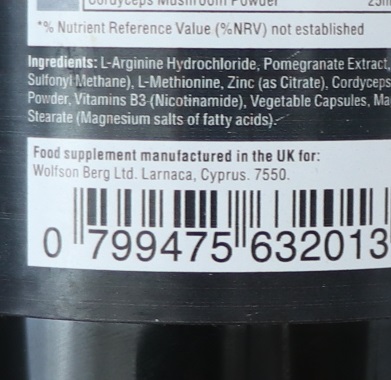 Cordyceps Mushroom Powder
*% Nutrient Reference Value (%NRV) not established
Ingredients: L-Arginine Hydrochloride, Pomegranate Extract,
Sulfonyl Methane), L-Methionine, Zinc (as Citrate), Cordyceps
Powder, Vitamins B3 (Nicotinamide), Vegetable Capsules, Ma
Stearate (Magnesium salts of fatty acids).
Food supplement manufactured in the UK for:
Wolfson Berg Ltd. Larnaca, Cyprus. 7550.
0 799475 632013